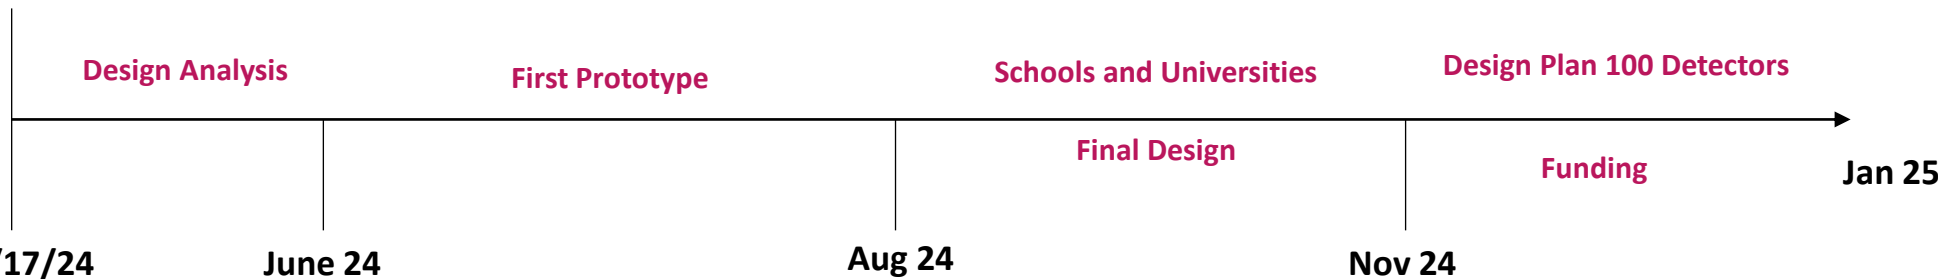 Design Analysis
First Prototype
Schools and Universities
Design Plan 100 Detectors
Final Design
Funding
Jan 25
/17/24
June 24
Aug 24
Nov 24